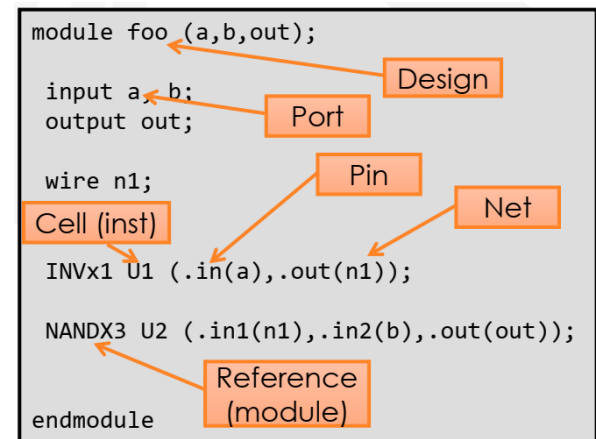 module foo (a,b,out);
Design
input a, b;
Port
output out;
Pin
wire n1;
Net
Cell (inst)
INVx1 U1 (.in(a),.out(n1));
NANDX3 U2 (.in1(n1),.in2(b),.out(out));
Reference
(module)
endmodule